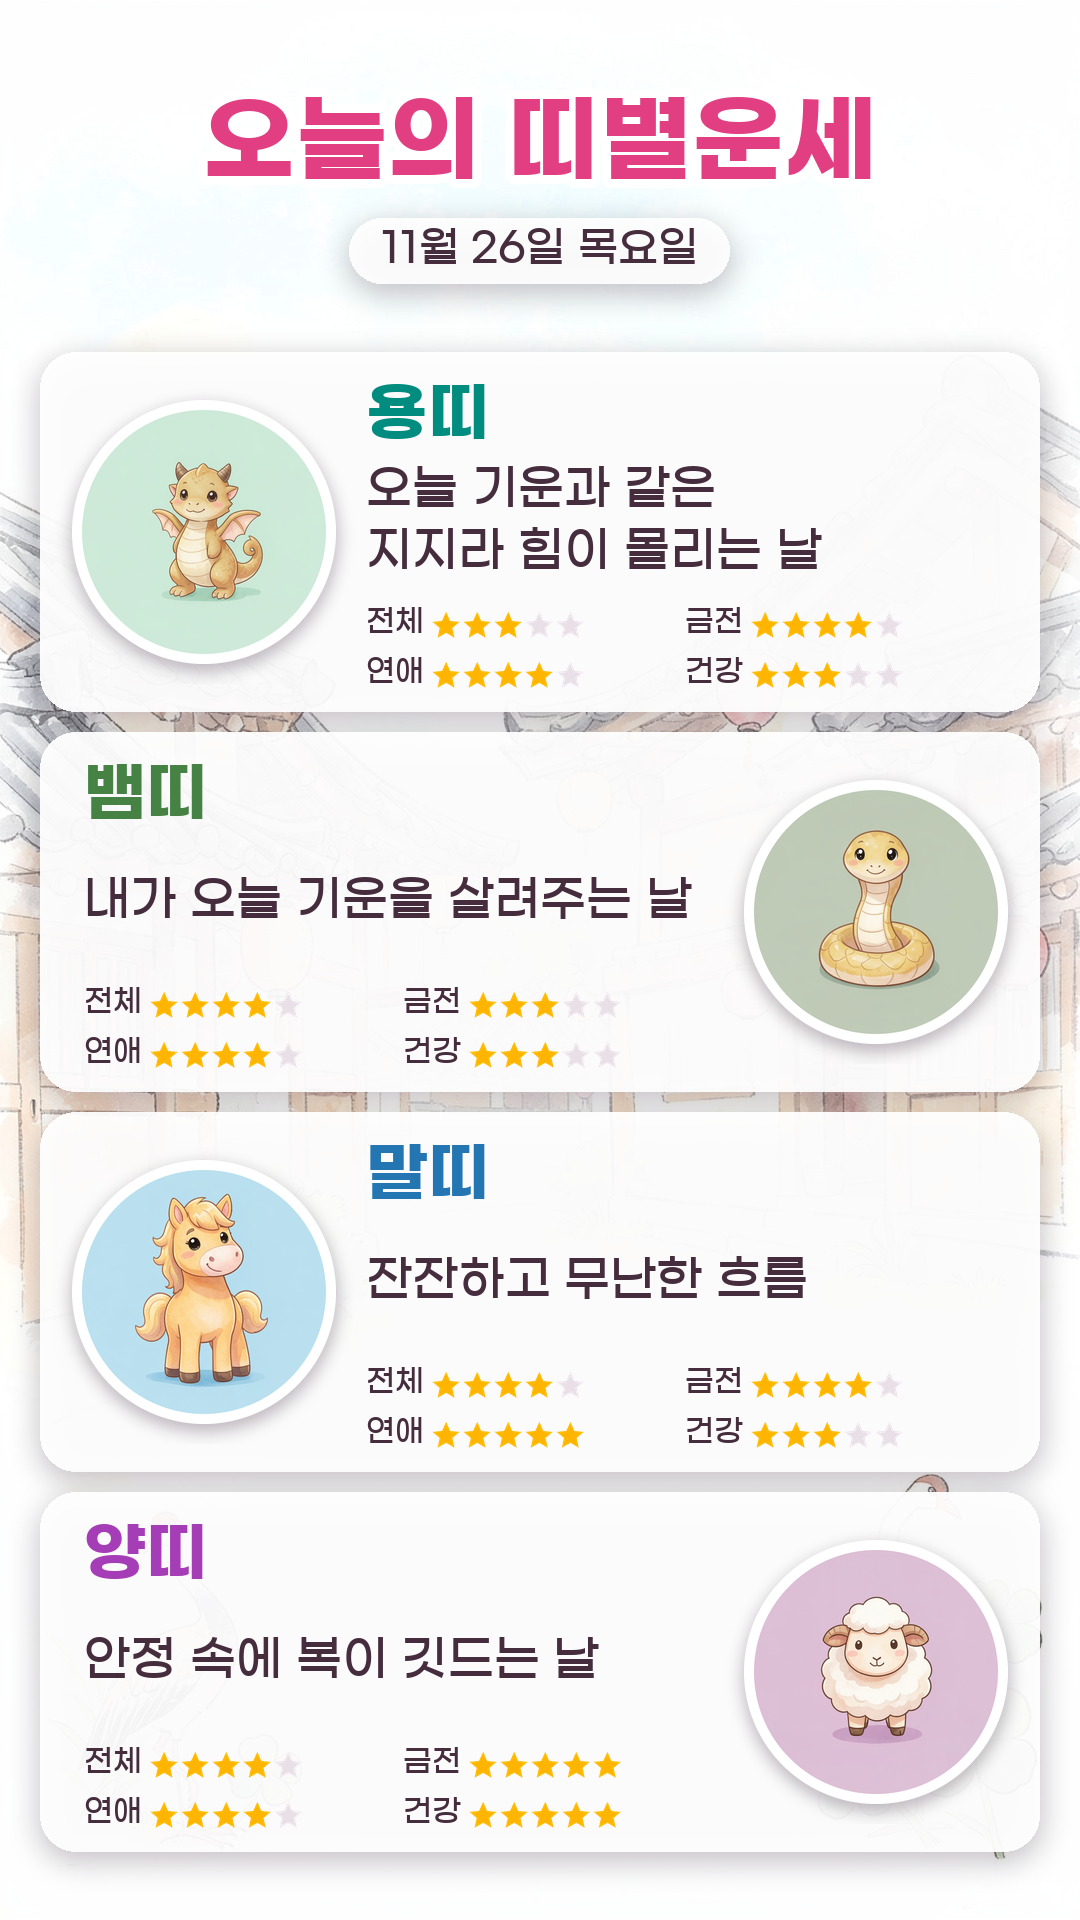 오늘의 띠별운세
11월 26일 목요일
용띠
오늘 기운과 같은
지지라 힘이 몰리는 날
전체 ★★★★★ 금전 ★★★★★
연애 ★★★★★ 건강 ★★★★★
뱀띠
내가 오늘 기운을 살려주는 날
전체 ★★★★★ 금전 ★★★★★
연애 ★★★★★ 건강 ★★★★★
말띠
잔잔하고 무난한 흐름
전체 ★★★★★ 금전 ★★★★★
연애 ★★★★★ 건강 ★★★★★
양띠
안정 속에 복이 깃드는 날
전체 ★★★★★ 금전 ★★★★★
연애 ★★★★★ 건강 ★★★★★